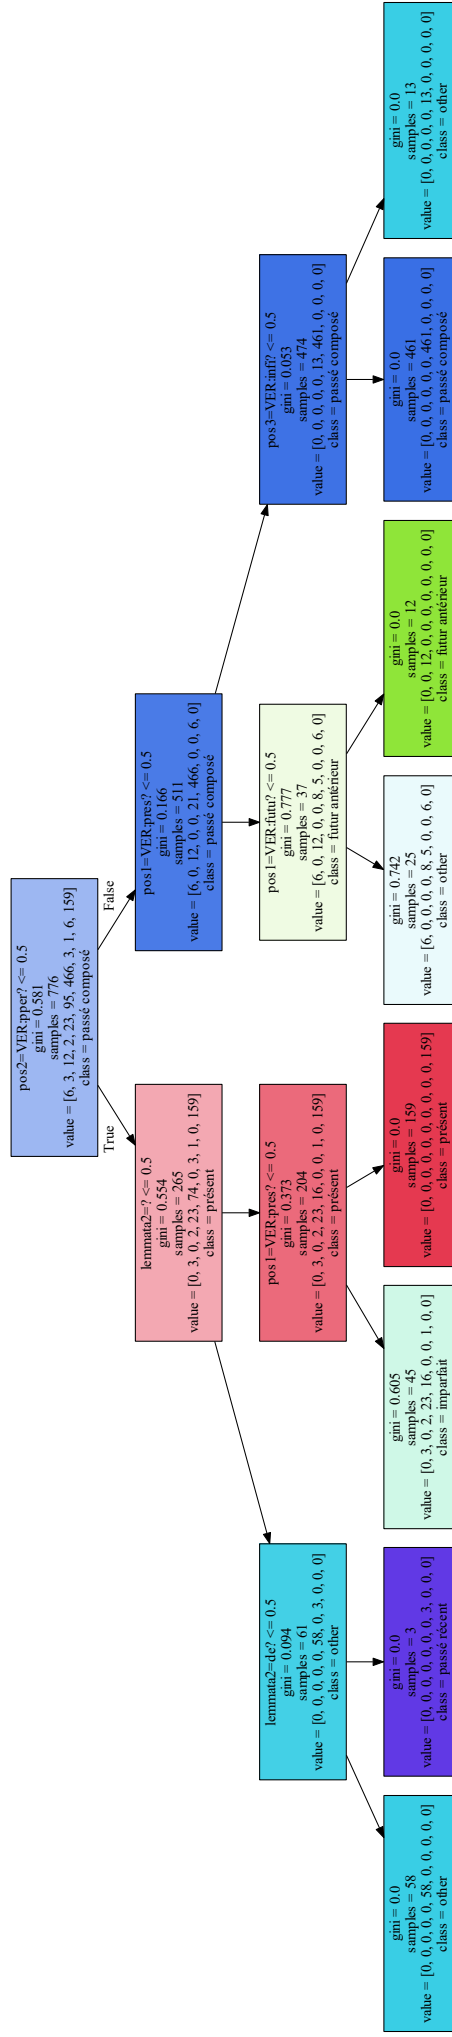 pos2=VER:pper? <= 0.5
gini = 0.581
samples = 776
value = [6, 3, 12, 2, 23, 95, 466, 3, 1, 6, 159]
class = passé composé
True
False
lemmata2=? <= 0.5
gini = 0.554
samples = 265
value = [0, 3, 0, 2, 23, 74, 0, 3, 1, 0, 159]
class = présent
pos1=VER:pres? <= 0.5
gini = 0.166
samples = 511
value = [6, 0, 12, 0, 0, 21, 466, 0, 0, 6, 0]
class = passé composé
lemmata2=de? <= 0.5
gini = 0.094
samples = 61
value = [0, 0, 0, 0, 0, 58, 0, 3, 0, 0, 0]
class = other
pos1=VER:pres? <= 0.5
gini = 0.373
samples = 204
value = [0, 3, 0, 2, 23, 16, 0, 0, 1, 0, 159]
class = présent
pos1=VER:futu? <= 0.5
gini = 0.777
samples = 37
value = [6, 0, 12, 0, 0, 8, 5, 0, 0, 6, 0]
class = futur antérieur
pos3=VER:infi? <= 0.5
gini = 0.053
samples = 474
value = [0, 0, 0, 0, 0, 13, 461, 0, 0, 0, 0]
class = passé composé
gini = 0.0
samples = 58
value = [0, 0, 0, 0, 0, 58, 0, 0, 0, 0, 0]
class = other
gini = 0.0
samples = 3
value = [0, 0, 0, 0, 0, 0, 0, 3, 0, 0, 0]
class = passé récent
gini = 0.605
samples = 45
value = [0, 3, 0, 2, 23, 16, 0, 0, 1, 0, 0]
class = imparfait
gini = 0.0
samples = 159
value = [0, 0, 0, 0, 0, 0, 0, 0, 0, 0, 159]
class = présent
gini = 0.742
samples = 25
value = [6, 0, 0, 0, 0, 8, 5, 0, 0, 6, 0]
class = other
gini = 0.0
samples = 12
value = [0, 0, 12, 0, 0, 0, 0, 0, 0, 0, 0]
class = futur antérieur
gini = 0.0
samples = 461
value = [0, 0, 0, 0, 0, 0, 461, 0, 0, 0, 0]
class = passé composé
gini = 0.0
samples = 13
value = [0, 0, 0, 0, 0, 13, 0, 0, 0, 0, 0]
class = other